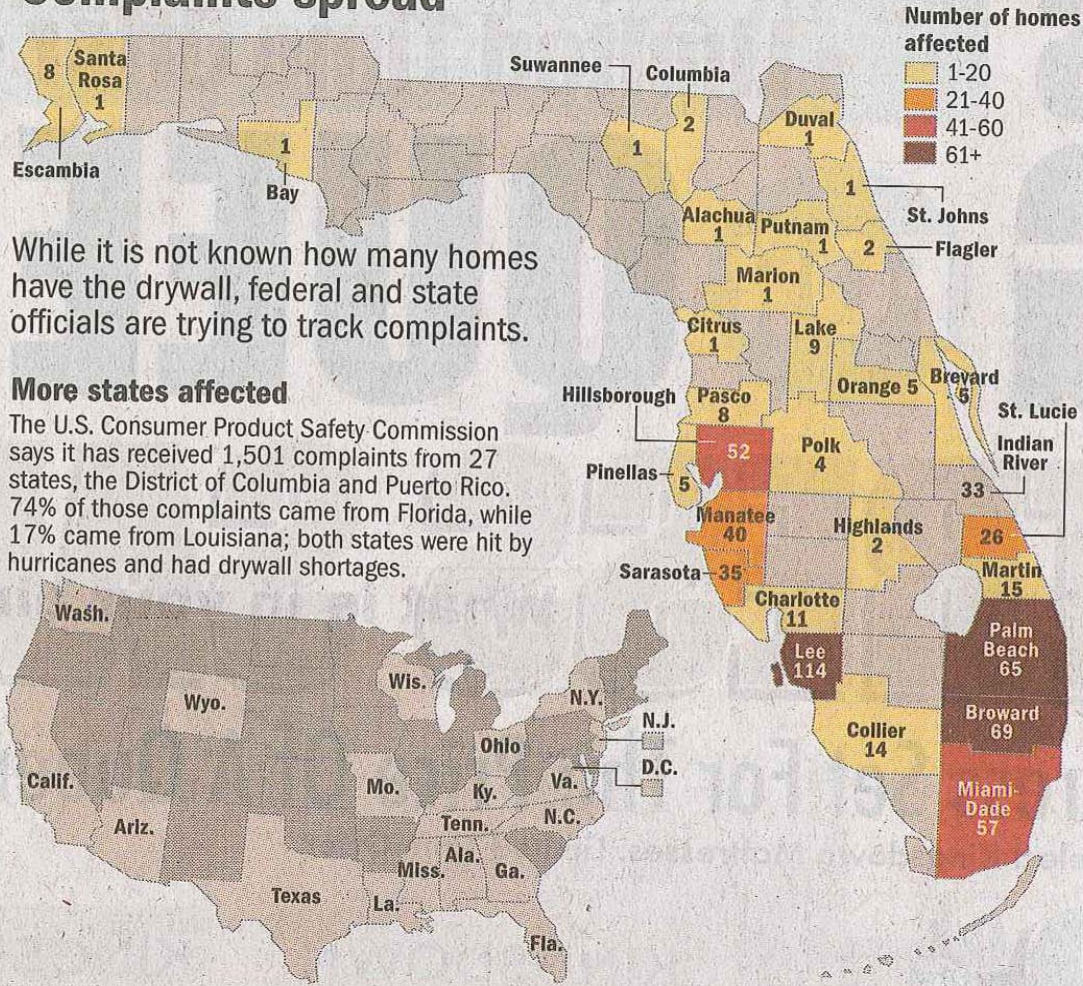 Complaints spread
Number of homes
affected
1-20
21-40
41-60
61+
8
Santa
Rosa
1
Escambia
1
Bay
Suwannee
1
Columbia
2
Duval
1
1
St. Johns
Alachua
1
Putnam
1
2
Flagler
Marion
1
Citrus
1
Lake
9
Orange 5
Brevard
5
Hillsborough
52
Pasco
8
Pinellas
5
Polk
4
St. Lucie
26
Indian
River
33
Manatee
40
Highlands
2
Sarasota
35
Martin
15
Charlotte
11
Lee
114
Palm
Beach
65
Broward
69
Collier
14
Miami-
Dade
57
While it is not known how many homes
have the drywall, federal and state
officials are trying to track complaints.
More states affected
The U.S. Consumer Product Safety Commission
says it has received 1,501 complaints from 27
states, the District of Columbia and Puerto Rico.
74% of those complaints came from Florida, while
17% came from Louisiana; both states were hit by
hurricanes and had drywall shortages.
Wash.
Wyo.
Wis.
N.Y.
N.J.
Ohio
D.C.
Calif.
Mo.
Ky.
Va.
Ariz.
Tenn.
N.C.
Miss.
Ala.
Ga.
Texas
La.
Fla.